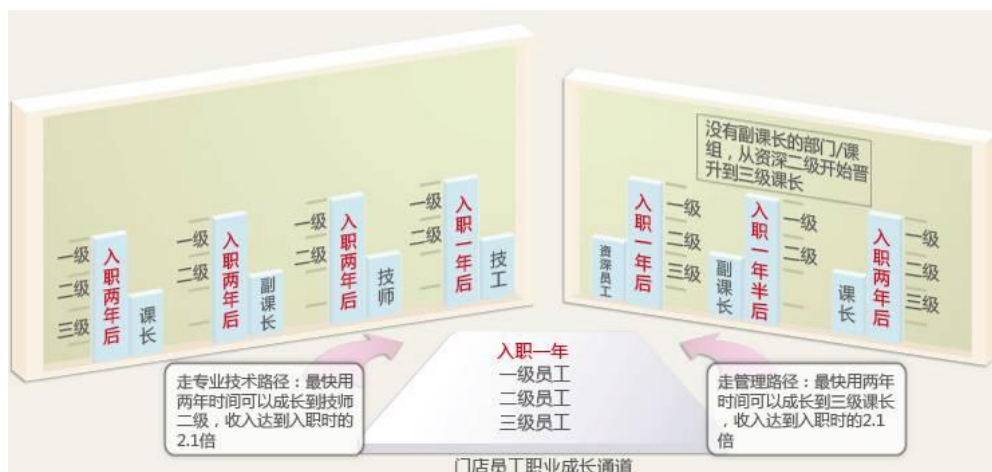 一级
二级
三级
入职两年后
课长
一级
二级
入职两年后
副课长
一级
二级
入职两年后
技师
一级
二级
入职一年后
技工
没有副课长的部门/课
组，从资深二级开始晋
升到三级课长
资深员工
入职一年后
一级
二级
三级
副课长
入职一年半后
一级
二级
课长
入职两年后
一级
二级
三级
走专业技术路径：最快用
两年时间可以成长到技师
二级，收入达到入职时的
2.1倍
入职一年
一级员工
二级员工
三级员工
走管理路径：最快用两年
时间可以成长到三级课长
，收入达到入职时的2.1
倍
门店员工职业成长通道